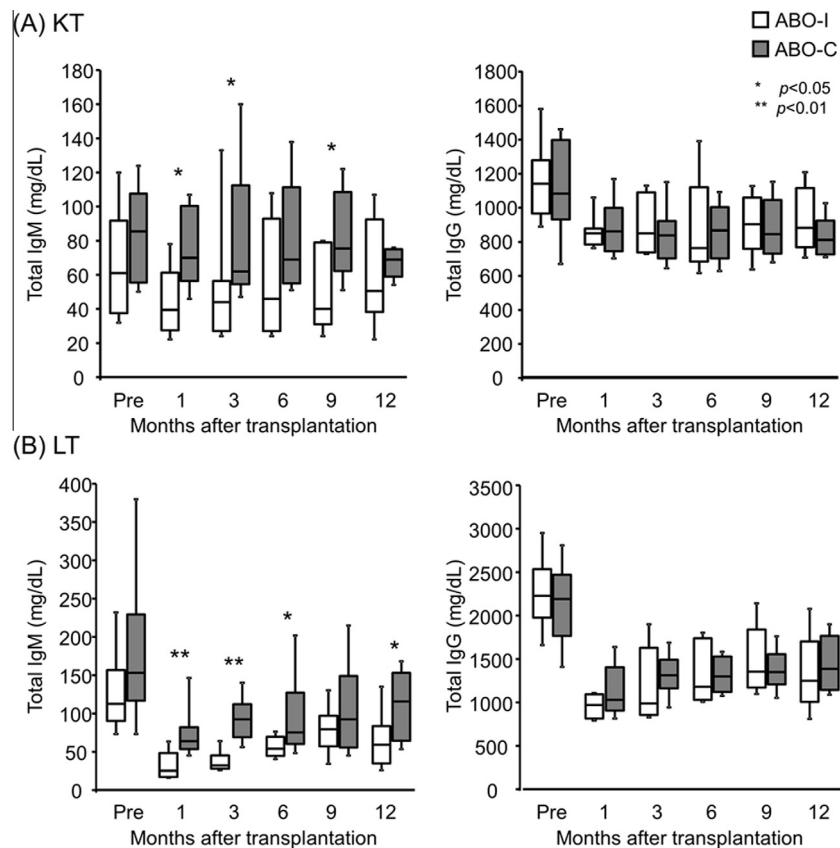 (A) KT
ABO-I
ABO-C
* p<0.05
** p<0.01
Total IgM (mg/dL)
180
160
140
120
100
80
60
40
20
0
*
*
*
Pre 1 3 6 9 12
Months after transplantation
Total IgG (mg/dL)
1800
1600
1400
1200
1000
800
600
400
200
0
Pre 1 3 6 9 12
Months after transplantation
(B) LT
Total IgM (mg/dL)
400
350
300
250
200
150
100
50
0
**
**
*
*
Pre 1 3 6 9 12
Months after transplantation
Total IgG (mg/dL)
3500
3000
2500
2000
1500
1000
500
0
Pre 1 3 6 9 12
Months after transplantation